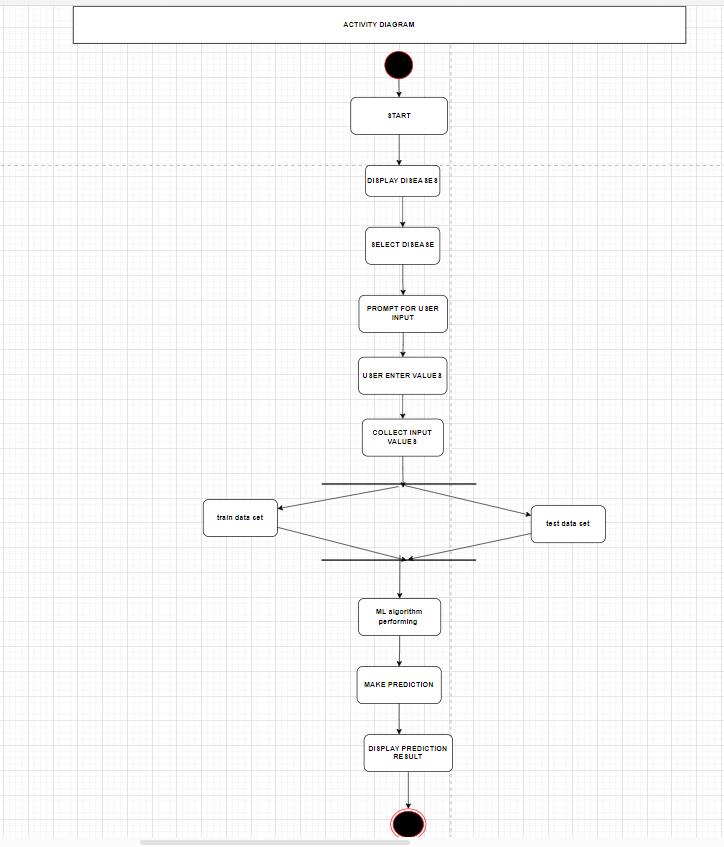 ACTIVITY DIAGRAM
START
DISPLAY DISEASES
SELECT DISEASE
PROMPT FOR USER
INPUT
USER ENTER VALUES
COLLECT INPUT
VALUES
train data set
test data set
ML algorithm
performing
MAKE PREDICTION
DISPLAY PREDICTION
RESULT